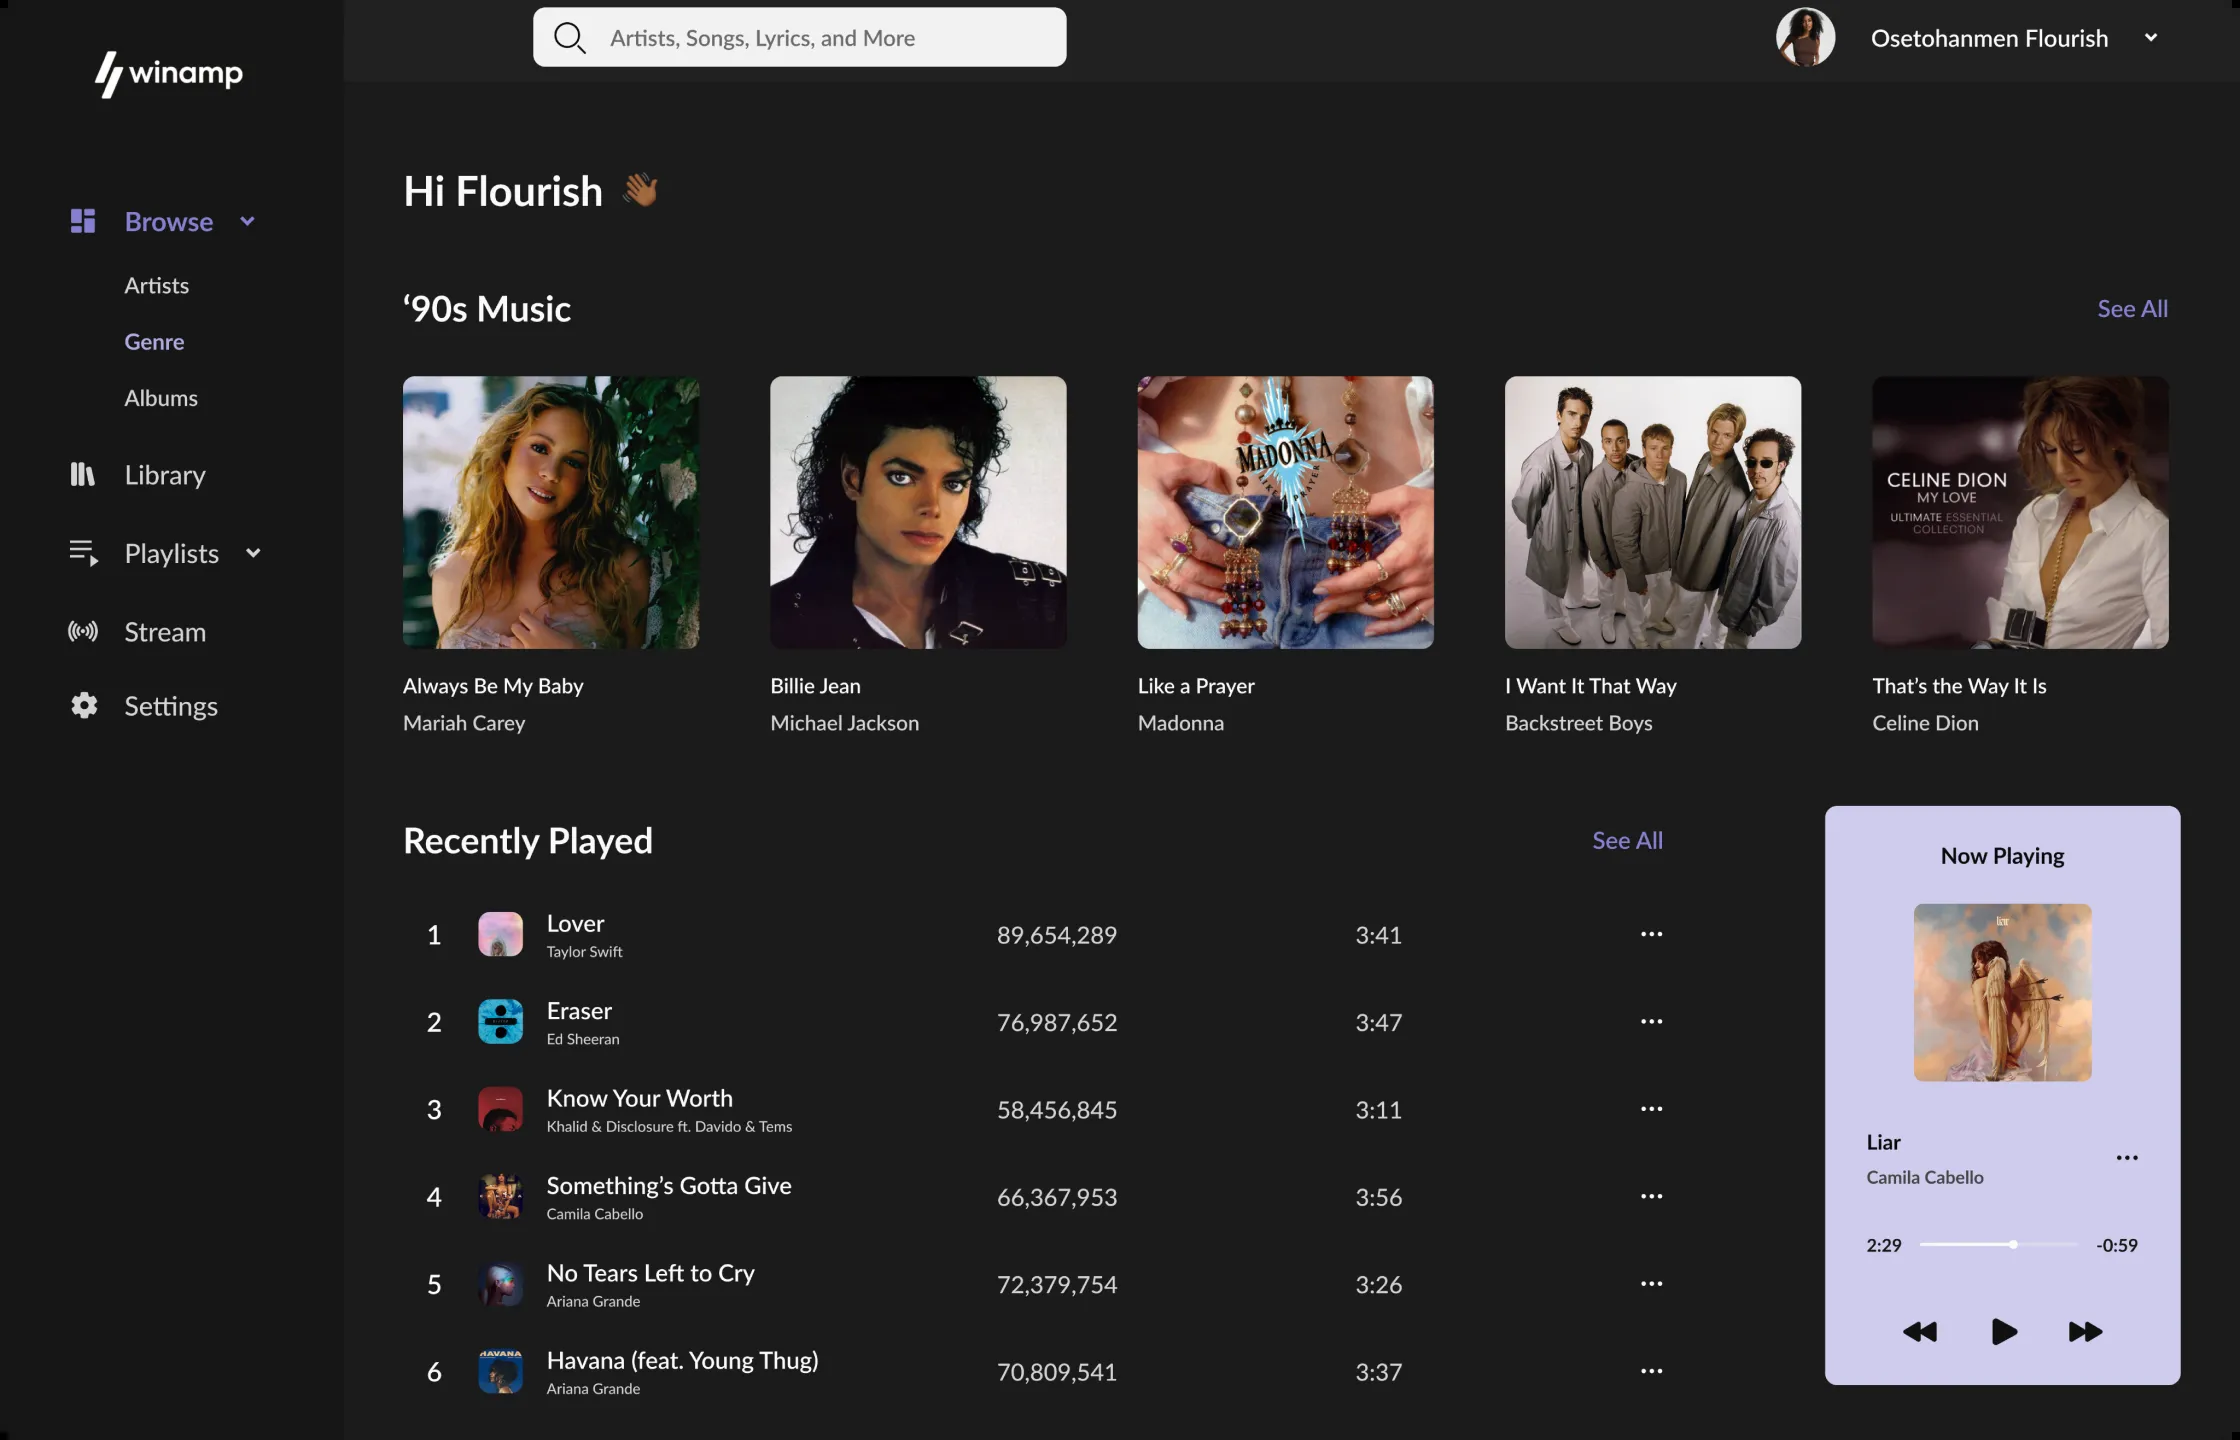 winamp
Artists, Songs, Lyrics, and More
Osetohanmen Flourish
Browse
Artists
Genre
Albums
Library
Playlists
Stream
Settings
Hi Flourish
‘90s Music
See All
MADONNA
LIKE A PRAYER
CELINE DION
MY LOVE
ULTIMATE ESSENTIAL
COLLECTION
Always Be My Baby
Mariah Carey
Billie Jean
Michael Jackson
Like a Prayer
Madonna
I Want It That Way
Backstreet Boys
That’s the Way It Is
Celine Dion
Recently Played
See All
1
Lover
Taylor Swift
89,654,289
3:41
2
Eraser
Ed Sheeran
76,987,652
3:47
3
Know Your Worth
Khalid & Disclosure ft. Davido & Tems
58,456,845
3:11
4
Something’s Gotta Give
Camila Cabello
66,367,953
3:56
5
No Tears Left to Cry
Ariana Grande
72,379,754
3:26
6
HAVANA
Havana (feat. Young Thug)
Ariana Grande
70,809,541
3:37
Now Playing
liar
Liar
Camila Cabello
2:29
-0:59